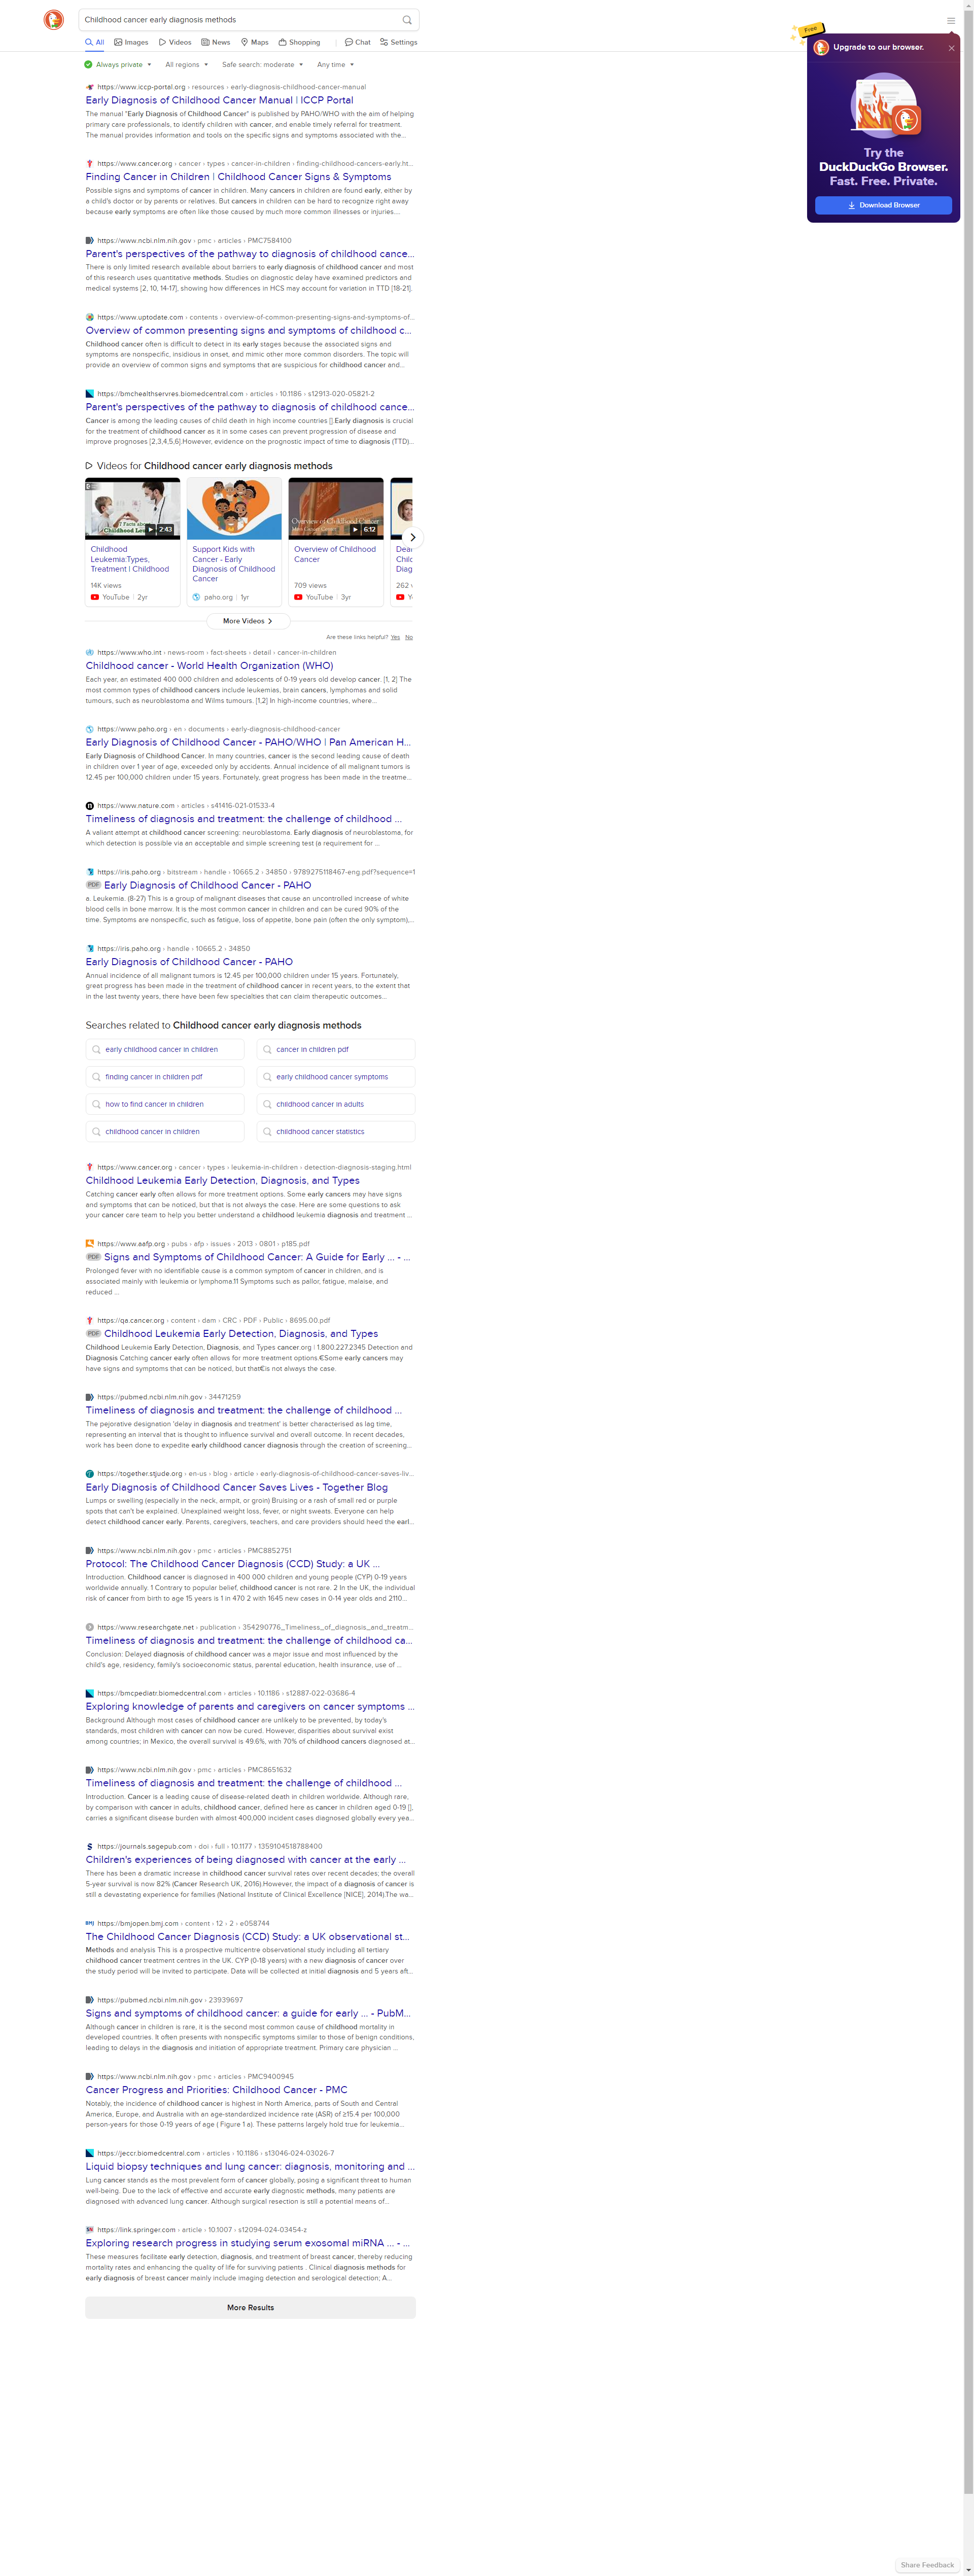 Childhood cancer early diagnosis methods
All Images Videos News Maps Shopping Chat Settings
Always private All regions Safe search: moderate Any time
Free
Upgrade to our browser.
Try the
DuckDuckGo Browser.
Fast. Free. Private.
Download Browser
https://www.iccp-portal.org › resources › early-diagnosis-childhood-cancer-manual
Early Diagnosis of Childhood Cancer Manual | ICCP Portal
The manual "Early Diagnosis of Childhood Cancer" is published by PAHO/WHO with the aim of helping
primary care professionals, to identify children with cancer, and enable timely referral for treatment.
The manual provides information and tools on the specific signs and symptoms associated with the...
https://www.cancer.org › cancer › types › cancer-in-children › finding-childhood-cancers-early.ht...
Finding Cancer in Children | Childhood Cancer Signs & Symptoms
Possible signs and symptoms of cancer in children. Many cancers in children are found early, either by
a child's doctor or by parents or relatives. But cancers in children can be hard to recognize right away
because early symptoms are often like those caused by much more common illnesses or injuries....
https://www.ncbi.nlm.nih.gov › pmc › articles › PMC7584100
Parent's perspectives of the pathway to diagnosis of childhood cance...
There is only limited research available about barriers to early diagnosis of childhood cancer and most
of this research uses quantitative methods. Studies on diagnostic delay have examined predictors and
medical systems [2, 10, 14-17], showing how differences in HCS may account for variation in TTD [18-21].
https://www.uptodate.com › contents › overview-of-common-presenting-signs-and-symptoms-of...
Overview of common presenting signs and symptoms of childhood c...
Childhood cancer often is difficult to detect in its early stages because the associated signs and
symptoms are nonspecific, insidious in onset, and mimic other more common disorders. The topic will
provide an overview of common signs and symptoms that are suspicious for childhood cancer and...
https://bmchealthservres.biomedcentral.com › articles › 10.1186 › s12913-020-05821-2
Parent's perspectives of the pathway to diagnosis of childhood cance...
Cancer is among the leading causes of child death in high income countries [].Early diagnosis is crucial
for the treatment of childhood cancer as it in some cases can prevent progression of disease and
improve prognoses [2,3,4,5,6].However, evidence on the prognostic impact of time to diagnosis (TTD)...
Videos for Childhood cancer early diagnosis methods
2:43
Childhood
Leukemia:Types,
Treatment | Childhood
14K views
YouTube | 2yr
Support Kids with
Cancer - Early
Diagnosis of Childhood
Cancer
paho.org | 1yr
Overview of Childhood Cancer
6:12
Overview of Childhood
Cancer
709 views
YouTube | 3yr
Dear
Chilc
Diag
262 v
More Videos
Are these links helpful? Yes No
https://www.who.int › news-room › fact-sheets › detail › cancer-in-children
Childhood cancer - World Health Organization (WHO)
Each year, an estimated 400 000 children and adolescents of 0-19 years old develop cancer. [1, 2] The
most common types of childhood cancers include leukemias, brain cancers, lymphomas and solid
tumours, such as neuroblastoma and Wilms tumours. [1,2] In high-income countries, where...
https://www.paho.org › en › documents › early-diagnosis-childhood-cancer
Early Diagnosis of Childhood Cancer - PAHO/WHO | Pan American H...
Early Diagnosis of Childhood Cancer. In many countries, cancer is the second leading cause of death
in children over 1 year of age, exceeded only by accidents. Annual incidence of all malignant tumors is
12.45 per 100,000 children under 15 years. Fortunately, great progress has been made in the treatme...
https://www.nature.com › articles › s41416-021-01533-4
Timeliness of diagnosis and treatment: the challenge of childhood ...
A valiant attempt at childhood cancer screening: neuroblastoma. Early diagnosis of neuroblastoma, for
which detection is possible via an acceptable and simple screening test (a requirement for ...
https://iris.paho.org › bitstream › handle › 10665.2 › 34850 › 9789275118467-eng.pdf?sequence=1
PDF Early Diagnosis of Childhood Cancer - PAHO
a. Leukemia. (8-27) This is a group of malignant diseases that cause an uncontrolled increase of white
blood cells in bone marrow. It is the most common cancer in children and can be cured 90% of the
time. Symptoms are nonspecific, such as fatigue, loss of appetite, bone pain (often the only symptom),...
https://iris.paho.org › handle › 10665.2 › 34850
Early Diagnosis of Childhood Cancer - PAHO
Annual incidence of all malignant tumors is 12.45 per 100,000 children under 15 years. Fortunately,
great progress has been made in the treatment of childhood cancer in recent years, to the extent that
in the last twenty years, there have been few specialties that can claim therapeutic outcomes...
Searches related to Childhood cancer early diagnosis methods
early childhood cancer in children
cancer in children pdf
finding cancer in children pdf
early childhood cancer symptoms
how to find cancer in children
childhood cancer in adults
childhood cancer in children
childhood cancer statistics
https://www.cancer.org › cancer › types › leukemia-in-children › detection-diagnosis-staging.html
Childhood Leukemia Early Detection, Diagnosis, and Types
Catching cancer early often allows for more treatment options. Some early cancers may have signs
and symptoms that can be noticed, but that is not always the case. Here are some questions to ask
your cancer care team to help you better understand a childhood leukemia diagnosis and treatment ...
https://www.aafp.org › pubs › afp › issues › 2013 › 0801 › p185.pdf
PDF Signs and Symptoms of Childhood Cancer: A Guide for Early ... - ...
Prolonged fever with no identifiable cause is a common symptom of cancer in children, and is
associated mainly with leukemia or lymphoma.11 Symptoms such as pallor, fatigue, malaise, and
reduced ...
https://qa.cancer.org › content › dam › CRC › PDF › Public › 8695.00.pdf
PDF Childhood Leukemia Early Detection, Diagnosis, and Types
Childhood Leukemia Early Detection, Diagnosis, and Types cancer.org | 1.800.227.2345 Detection and
Diagnosis Catching cancer early often allows for more treatment options.€Some early cancers may
have signs and symptoms that can be noticed, but that€is not always the case.
https://pubmed.ncbi.nlm.nih.gov › 34471259
Timeliness of diagnosis and treatment: the challenge of childhood ...
The pejorative designation 'delay in diagnosis and treatment' is better characterised as lag time,
representing an interval that is thought to influence survival and overall outcome. In recent decades,
work has been done to expedite early childhood cancer diagnosis through the creation of screening...
https://together.stjude.org › en-us › blog › article › early-diagnosis-of-childhood-cancer-saves-liv...
Early Diagnosis of Childhood Cancer Saves Lives - Together Blog
Lumps or swelling (especially in the neck, armpit, or groin) Bruising or a rash of small red or purple
spots that can't be explained. Unexplained weight loss, fever, or night sweats. Everyone can help
detect childhood cancer early. Parents, caregivers, teachers, and care providers should heed the earl...
https://www.ncbi.nlm.nih.gov › pmc › articles › PMC8852751
Protocol: The Childhood Cancer Diagnosis (CCD) Study: a UK ...
Introduction. Childhood cancer is diagnosed in 400 000 children and young people (CYP) 0-19 years
worldwide annually. 1 Contrary to popular belief, childhood cancer is not rare. 2 In the UK, the individual
risk of cancer from birth to age 15 years is 1 in 470 2 with 1645 new cases in 0-14 year olds and 2110...
https://www.researchgate.net › publication › 354290776_Timeliness_of_diagnosis_and_treatm...
Timeliness of diagnosis and treatment: the challenge of childhood ca...
Conclusion: Delayed diagnosis of childhood cancer was a major issue and most influenced by the
child's age, residency, family's socioeconomic status, parental education, health insurance, use of ...
https://bmcpediatr.biomedcentral.com › articles › 10.1186 › s12887-022-03686-4
Exploring knowledge of parents and caregivers on cancer symptoms ...
Background Although most cases of childhood cancer are unlikely to be prevented, by today's
standards, most children with cancer can now be cured. However, disparities about survival exist
among countries; in Mexico, the overall survival is 49.6%, with 70% of childhood cancers diagnosed at...
https://www.ncbi.nlm.nih.gov › pmc › articles › PMC8651632
Timeliness of diagnosis and treatment: the challenge of childhood ...
Introduction. Cancer is a leading cause of disease-related death in children worldwide. Although rare,
by comparison with cancer in adults, childhood cancer, defined here as cancer in children aged 0-19 [],
carries a significant disease burden with almost 400,000 incident cases diagnosed globally every yea...
https://journals.sagepub.com › doi › full › 10.1177 › 1359104518788400
Children's experiences of being diagnosed with cancer at the early ...
There has been a dramatic increase in childhood cancer survival rates over recent decades; the overall
5-year survival is now 82% (Cancer Research UK, 2016).However, the impact of a diagnosis of cancer is
still a devastating experience for families (National Institute of Clinical Excellence [NICE], 2014).The wa...
https://bmjopen.bmj.com › content › 12 › 2 › e058744
The Childhood Cancer Diagnosis (CCD) Study: a UK observational st...
Methods and analysis This is a prospective multicentre observational study including all tertiary
childhood cancer treatment centres in the UK. CYP (0-18 years) with a new diagnosis of cancer over
the study period will be invited to participate. Data will be collected at initial diagnosis and 5 years aft...
https://pubmed.ncbi.nlm.nih.gov › 23939697
Signs and symptoms of childhood cancer: a guide for early ... - PubM...
Although cancer in children is rare, it is the second most common cause of childhood mortality in
developed countries. It often presents with nonspecific symptoms similar to those of benign conditions,
leading to delays in the diagnosis and initiation of appropriate treatment. Primary care physician ...
https://www.ncbi.nlm.nih.gov › pmc › articles › PMC9400945
Cancer Progress and Priorities: Childhood Cancer - PMC
Notably, the incidence of childhood cancer is highest in North America, parts of South and Central
America, Europe, and Australia with an age-standardized incidence rate (ASR) of ≥15.4 per 100,000
person-years for those 0-19 years of age ( Figure 1 a). These patterns largely hold true for leukemia...
https://jeccr.biomedcentral.com › articles › 10.1186 › s13046-024-03026-7
Liquid biopsy techniques and lung cancer: diagnosis, monitoring and ...
Lung cancer stands as the most prevalent form of cancer globally, posing a significant threat to human
well-being. Due to the lack of effective and accurate early diagnostic methods, many patients are
diagnosed with advanced lung cancer. Although surgical resection is still a potential means of...
https://link.springer.com › article › 10.1007 › s12094-024-03454-z
Exploring research progress in studying serum exosomal miRNA ... - ...
These measures facilitate early detection, diagnosis, and treatment of breast cancer, thereby reducing
mortality rates and enhancing the quality of life for surviving patients . Clinical diagnosis methods for
early diagnosis of breast cancer mainly include imaging detection and serological detection; A...
More Results
Share Feedback